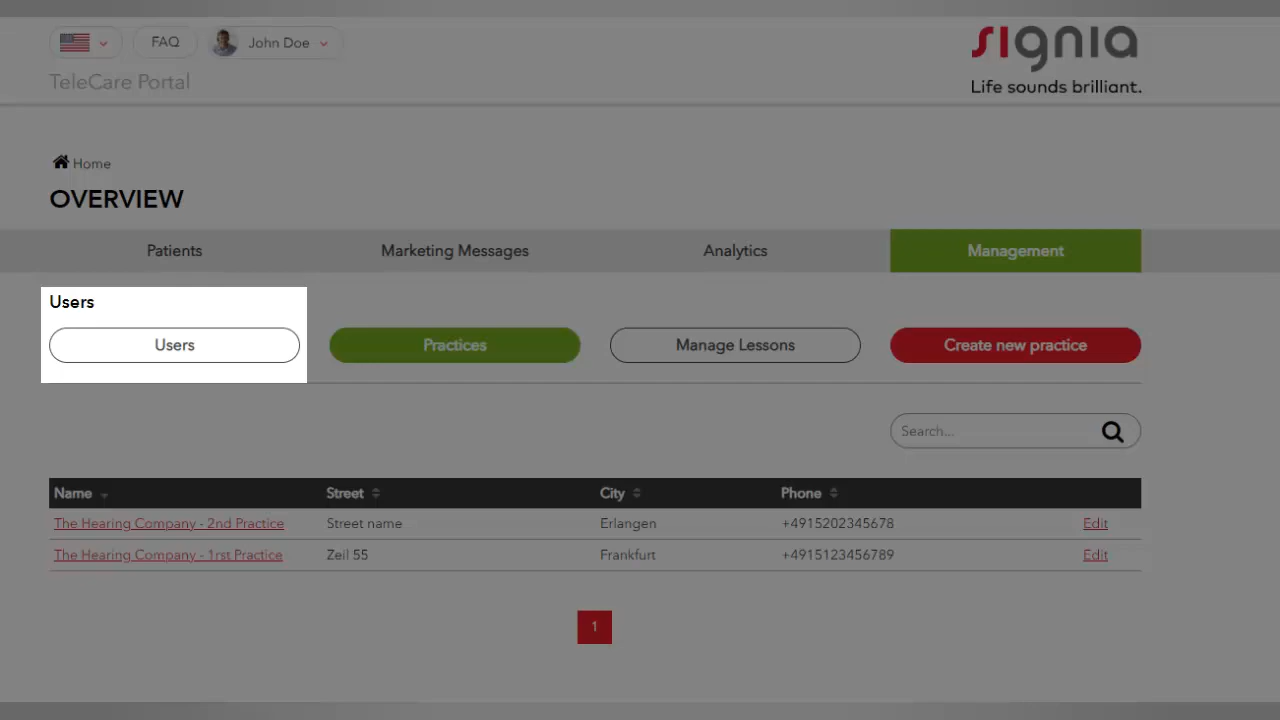 FAQ
John Doe
TeleCare Portal
signia
Life sounds brilliant.
Home
OVERVIEW
Patients
Marketing Messages
Analytics
Management
Users
Users
Practices
Manage Lessons
Create new practice
Search...
Name Street City Phone
The Hearing Company - 2nd Practice Street name Erlangen +4915202345678 Edit
The Hearing Company - 1rst Practice Zeil 55 Frankfurt +4915123456789 Edit
1